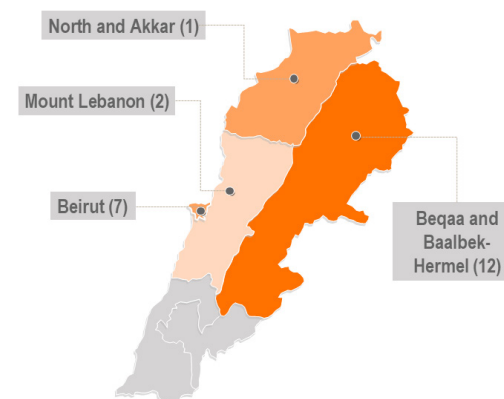 North and Akkar (1)
Mount Lebanon (2)
Beirut (7)
Beqaa and
Baalbek-
Hermel (12)